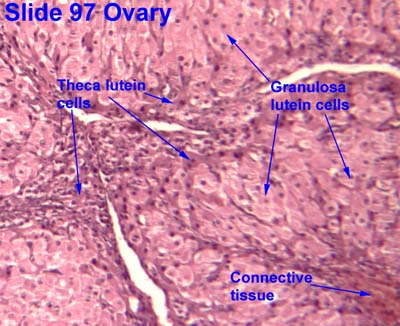 Slide 97 Ovary
Theca lutein
cells
Granulosa
lutein cells
Connective
tissue